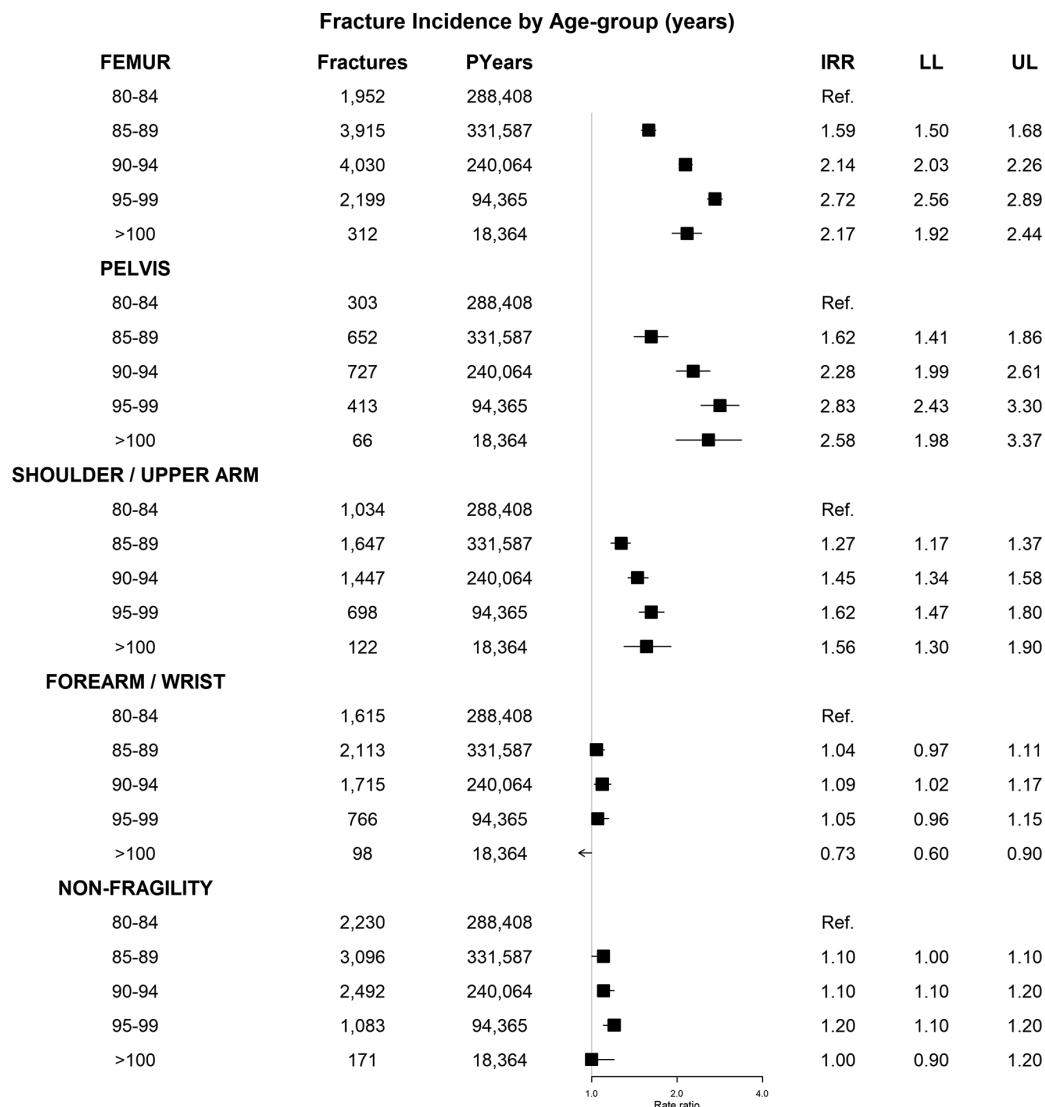 Fracture Incidence by Age-group (years)
FEMUR Fractures PYears IRR LL UL
80-84 1,952 288,408 Ref.
85-89 3,915 331,587 1.59 1.50 1.68
90-94 4,030 240,064 2.14 2.03 2.26
95-99 2,199 94,365 2.72 2.56 2.89
>100 312 18,364 2.17 1.92 2.44
PELVIS
80-84 303 288,408 Ref.
85-89 652 331,587 1.62 1.41 1.86
90-94 727 240,064 2.28 1.99 2.61
95-99 413 94,365 2.83 2.43 3.30
>100 66 18,364 2.58 1.98 3.37
SHOULDER / UPPER ARM
80-84 1,034 288,408 Ref.
85-89 1,647 331,587 1.27 1.17 1.37
90-94 1,447 240,064 1.45 1.34 1.58
95-99 698 94,365 1.62 1.47 1.80
>100 122 18,364 1.56 1.30 1.90
FOREARM / WRIST
80-84 1,615 288,408 Ref.
85-89 2,113 331,587 1.04 0.97 1.11
90-94 1,715 240,064 1.09 1.02 1.17
95-99 766 94,365 1.05 0.96 1.15
>100 98 18,364 0.73 0.60 0.90
NON-FRAGILITY
80-84 2,230 288,408 Ref.
85-89 3,096 331,587 1.10 1.00 1.10
90-94 2,492 240,064 1.10 1.10 1.20
95-99 1,083 94,365 1.20 1.10 1.20
>100 171 18,364 1.00 0.90 1.20
1.0 2.0 4.0
Rate ratio